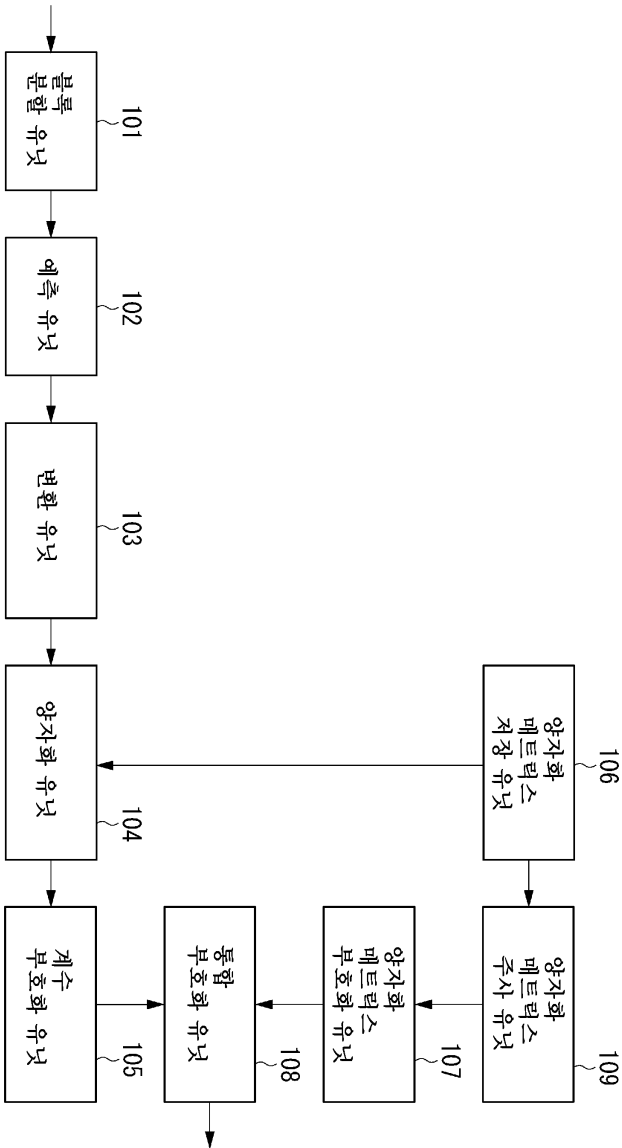 블록
분할 유닛
101
예측 유닛
102
변환 유닛
103
양자화 유닛
104
계수
부호화 유닛
105
양자화
매트릭스
저장 유닛
106
양자화
매트릭스
부호화 유닛
107
통합
부호화 유닛
108
양자화
매트릭스
주사 유닛
109